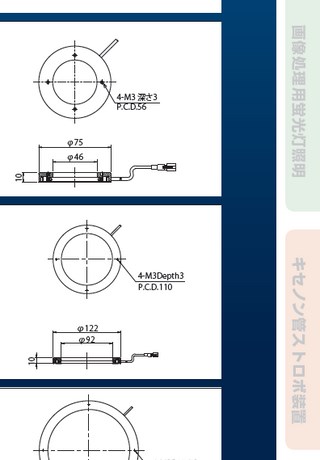 4-M3 深さ3
P.C.D.56
φ75
φ46
10
4-M3Depth3
P.C.D.110
φ122
φ92
10
画像処理用蛍光灯照明
キセノン管ストロボ装置